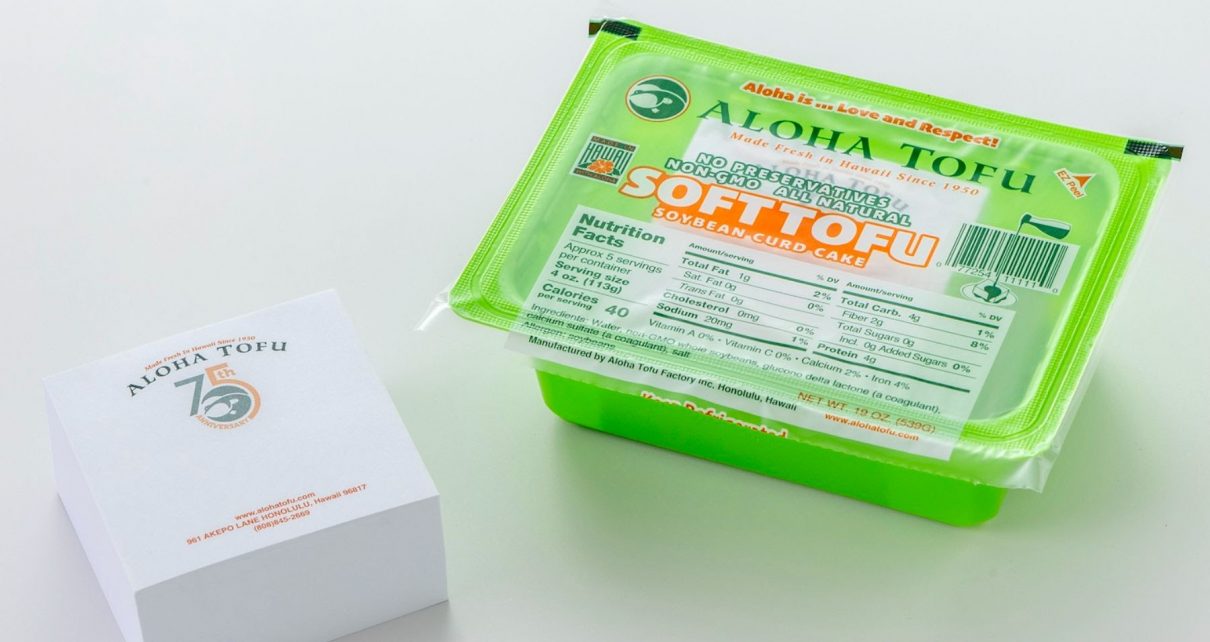 Aloha is ... Love and Respect!
ALOHA TOFU
Made Fresh in Hawaii Since 1950
EZ Peel
HAWAII
NO PRESERVATIVES
NON-GMO ALL NATURAL
SOFT TOFU
SOYBEAN CURD CAKE
Nutrition
Facts
Approx 5 servings
per container
Serving size
4 oz. (113g)
Calories
per serving 40
Amount/serving % DV
Total Fat 1g 2%
Sat. Fat 0g 0%
Trans Fat 0g
Cholesterol 0mg 0%
Sodium 20mg 1%
Amount/serving % DV
Total Carb. 4g 1%
Fiber 2g 8%
Total Sugars 0g
Incl. 0g Added Sugars 0%
Protein 4g
Vitamin A 0% • Vitamin C 0% • Calcium 2% • Iron 4%
Ingredients: Water, non-GMO whole soybeans, glucono delta lactone (a coagulant),
calcium sulfate (a coagulant), salt
Allergen: soybeans
Manufactured by Aloha Tofu Factory inc. Honolulu, Hawaii
NET WT. 19 OZ. (539G)
www.alohatofu.com
Keep Refrigerated
0 77254 11111 0
Made Fresh in Hawaii Since 1950
ALOHA TOFU
75th
ANNIVERSARY
www.alohatofu.com
961 AKEPO LANE HONOLULU, Hawaii 96817
(808)845-2669